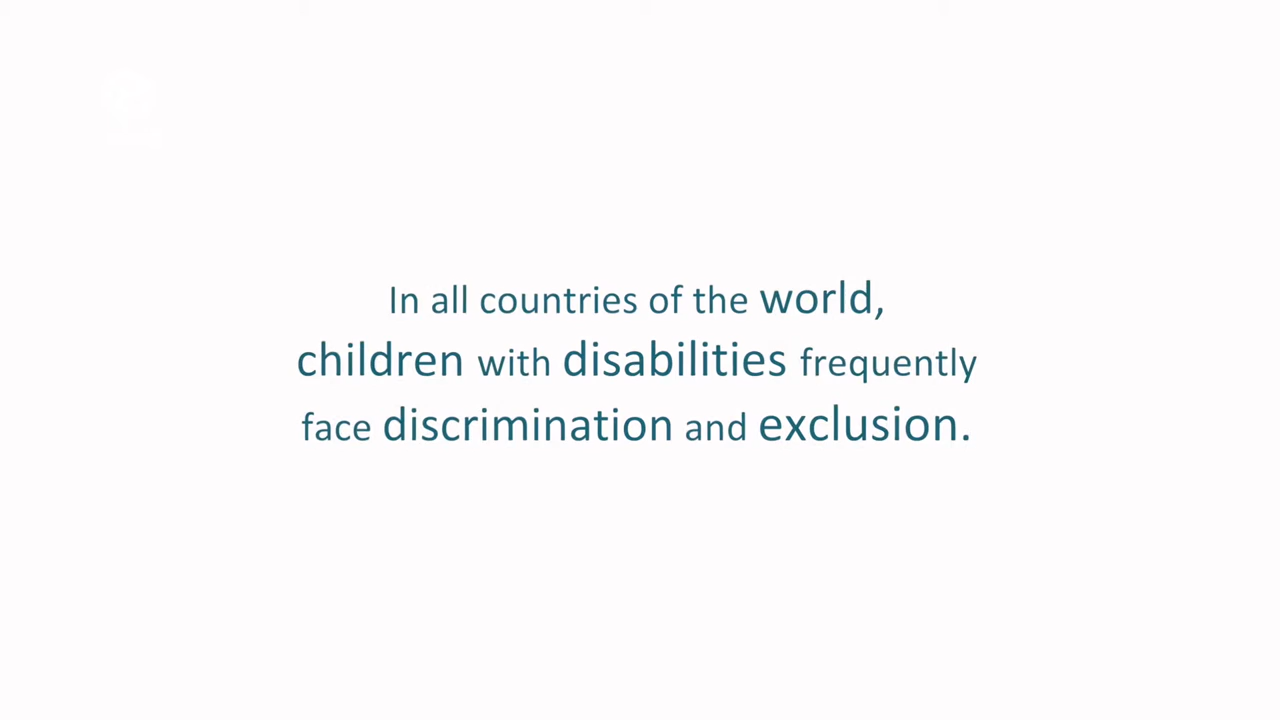 In all countries of the world,
children with disabilities frequently
face discrimination and exclusion.